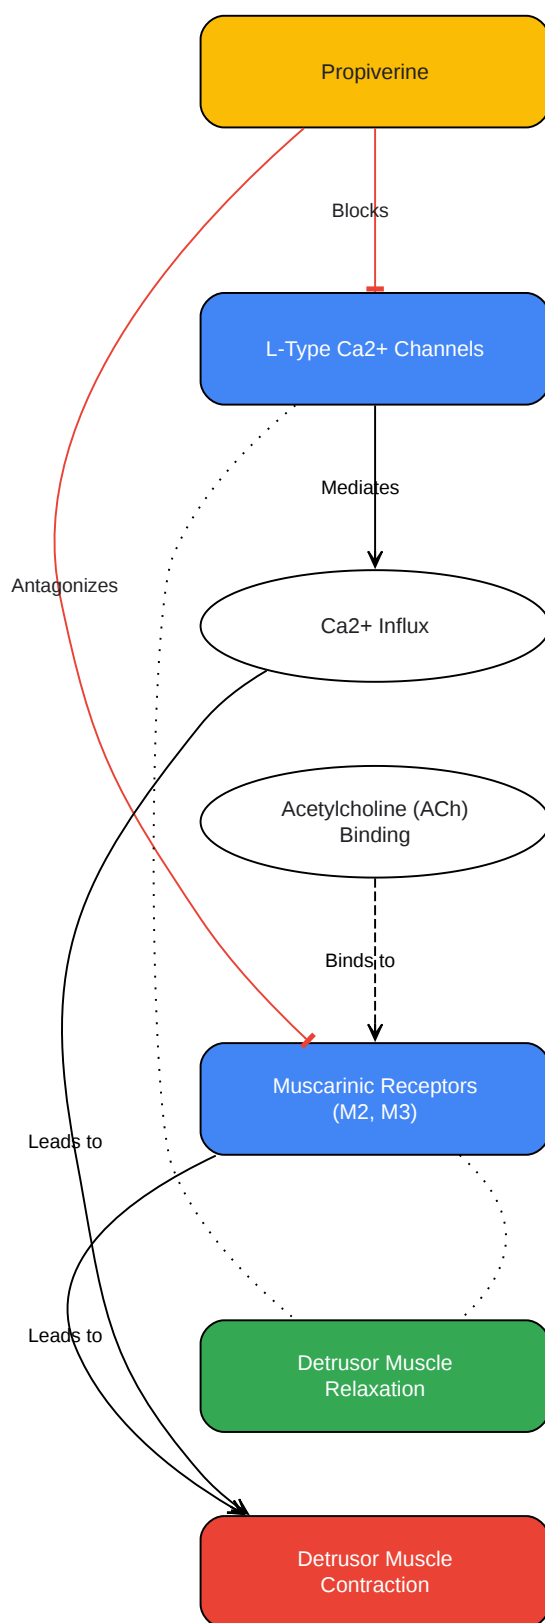 Propiverine
Blocks
L-Type Ca2+ Channels
Mediates
Antagonizes
Ca2+ Influx
Acetylcholine (ACh)
Binding
Binds to
Muscarinic Receptors
(M2, M3)
Leads to
Leads to
Detrusor Muscle
Relaxation
Detrusor Muscle
Contraction